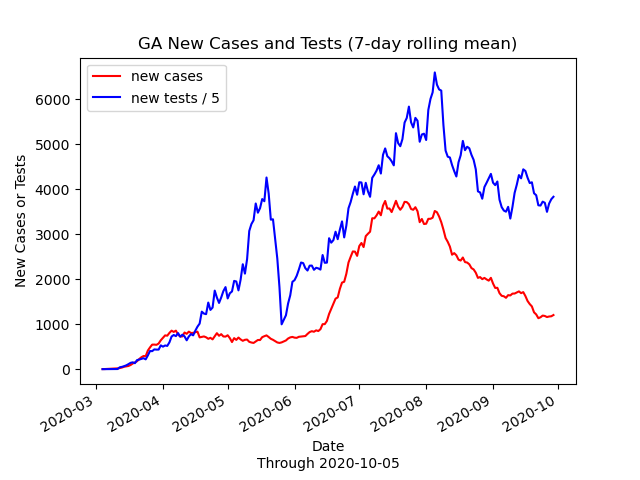 GA New Cases and Tests (7-day rolling mean)
new cases
new tests / 5
New Cases or Tests
6000
5000
4000
3000
2000
1000
0
2020-03
2020-04
2020-05
2020-06
2020-07
2020-08
2020-09
2020-10
Date
Through 2020-10-05